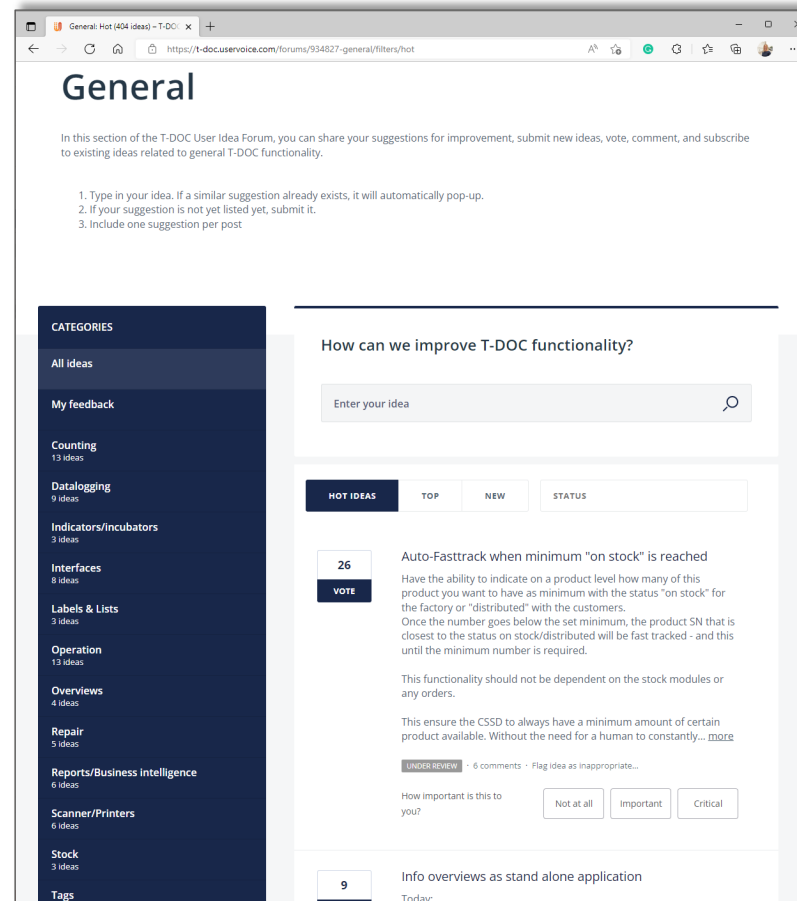 General: Hot (404 ideas) – T-DOC
https://t-doc.uservoice.com/forums/934827-general/filters/hot
General
In this section of the T-DOC User Idea Forum, you can share your suggestions for improvement, submit new ideas, vote, comment, and subscribe
to existing ideas related to general T-DOC functionality.
1. Type in your idea. If a similar suggestion already exists, it will automatically pop-up.
2. If your suggestion is not yet listed yet, submit it.
3. Include one suggestion per post
CATEGORIES
All ideas
My feedback
Counting
13 ideas
Datalogging
9 ideas
Indicators/incubators
3 ideas
Interfaces
8 ideas
Labels & Lists
3 ideas
Operation
13 ideas
Overviews
4 ideas
Repair
5 ideas
Reports/Business intelligence
6 ideas
Scanner/Printers
6 ideas
Stock
3 ideas
Tags
How can we improve T-DOC functionality?
Enter your idea
HOT IDEAS TOP NEW STATUS
26
VOTE
Auto-Fasttrack when minimum "on stock" is reached
Have the ability to indicate on a product level how many of this
product you want to have as minimum with the status "on stock" for
the factory or "distributed" with the customers.
Once the number goes below the set minimum, the product SN that is
closest to the status on stock/distributed will be fast tracked - and this
until the minimum number is required.
This functionality should not be dependent on the stock modules or
any orders.
This ensure the CSSD to always have a minimum amount of certain
product available. Without the need for a human to constantly... more
UNDER REVIEW · 6 comments · Flag idea as inappropriate...
How important is this to
you?
Not at all Important Critical
9
Info overviews as stand alone application
Today: